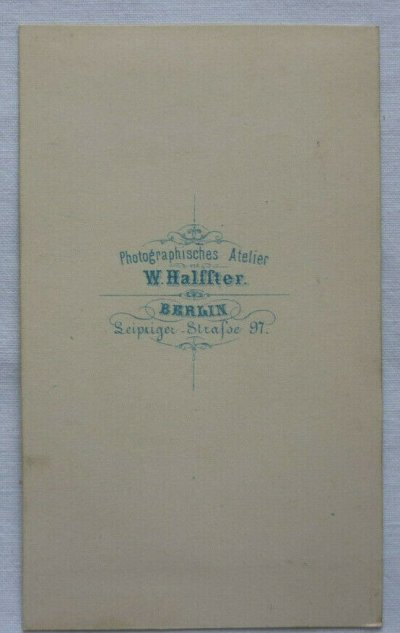 Photographisches Atelier
W. Halffter.
BERLIN
Leipziger-Straſse 97.